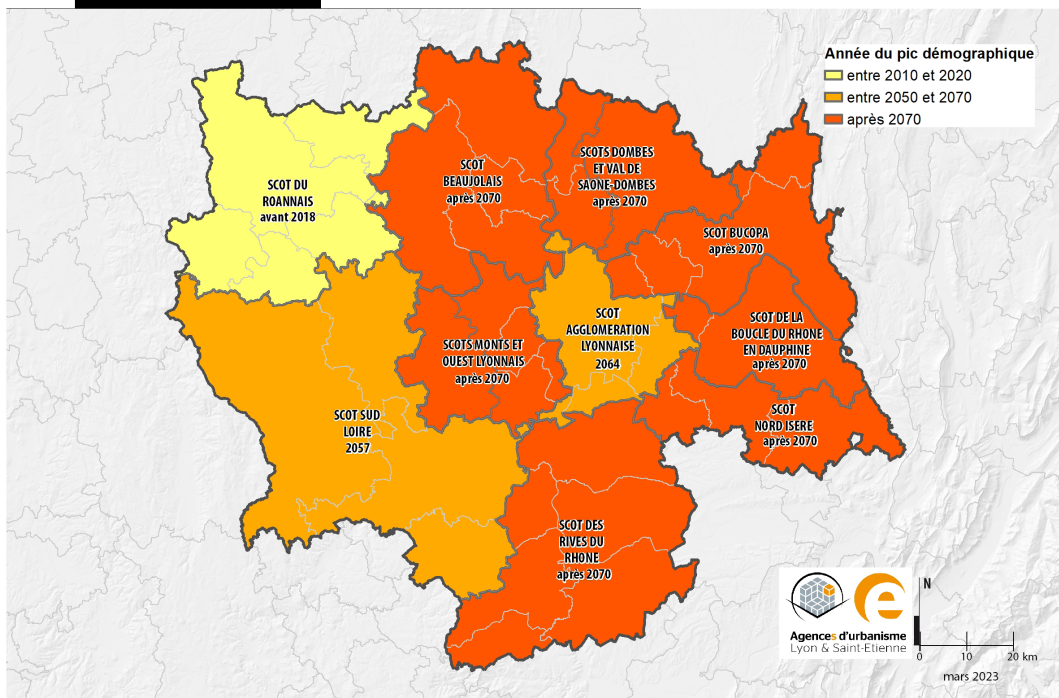 Année du pic démographique
entre 2010 et 2020
entre 2050 et 2070
après 2070
SCOT DU
ROANNAIS
avant 2018
SCOT
BEAUJOLAIS
après 2070
SCOTS DOMBES
ET VAL DE
SAONE-DOMBES
après 2070
SCOT BUCOPA
après 2070
SCOT
AGGLOMERATION
LYONNAISE
2064
SCOT DE LA
BOUCLE DU RHONE
EN DAUPHINE
après 2070
SCOTS MONTS ET
OUEST LYONNAIS
après 2070
SCOT SUD
LOIRE
2057
SCOT
NORD ISERE
après 2070
SCOT DES
RIVES DU
RHONE
après 2070
e
Agences d'urbanisme
Lyon & Saint-Etienne
N
0 10 20 km
mars 2023